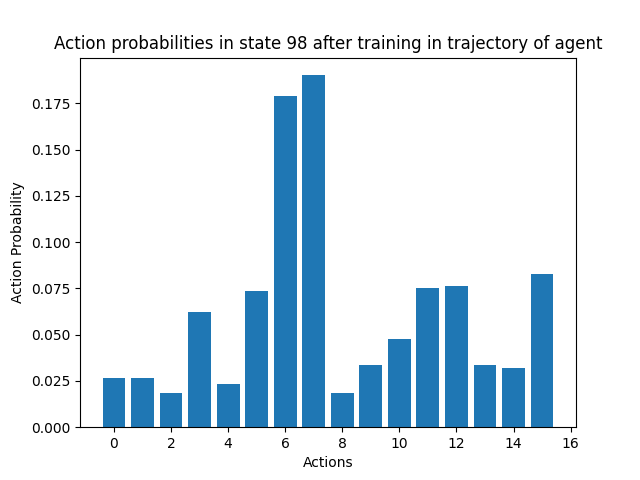 Action probabilities in state 98 after training in trajectory of agent
0.175
0.150
0.125
0.100
0.075
0.050
0.025
0.000
Action Probability
0 2 4 6 8 10 12 14 16
Actions